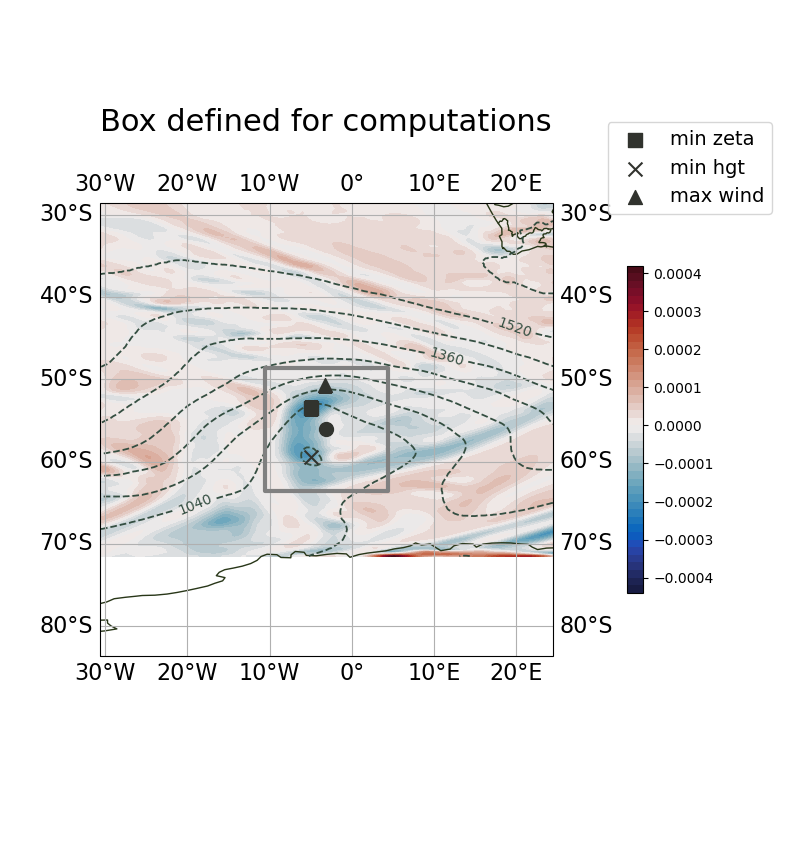 Box defined for computations
min zeta
min hgt
max wind
30°W 20°W 10°W 0° 10°E 20°E
30°S 30°S
40°S 40°S
50°S 50°S
60°S 60°S
70°S 70°S
80°S 80°S
30°W 20°W 10°W 0° 10°E 20°E
1520
1360
1040
0.0004
0.0003
0.0002
0.0001
0.0000
−0.0001
−0.0002
−0.0003
−0.0004